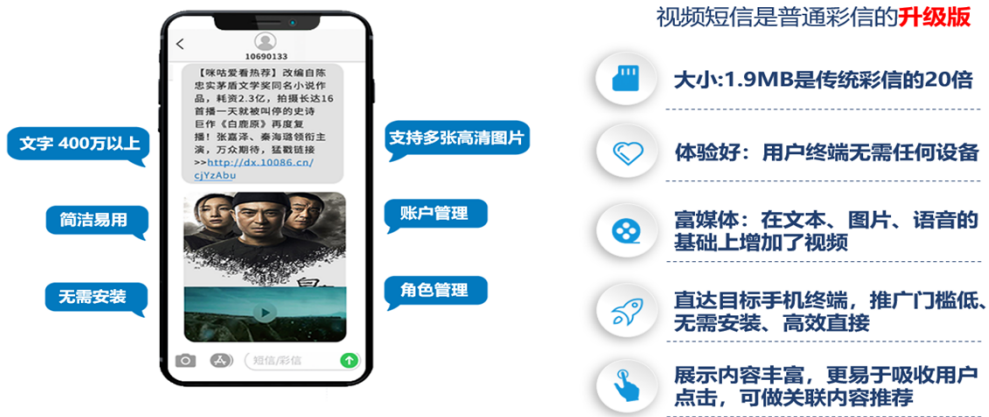 视频短信是普通彩信的升级版
10690133
【咪咕爱看热荐】改编自陈
忠实茅盾文学奖同名小说作
品，耗资2.3亿，拍摄长达16
首播一天就被叫停的史诗
巨作《白鹿原》再度复
播！张嘉泽、秦海璐领衔主
演，万众期待，猛戳链接
>>http://dx.10086.cn/
cjYzAbu
短信/彩信
文字 400万以上
简洁易用
无需安装
支持多张高清图片
账户管理
角色管理
大小:1.9MB是传统彩信的20倍
体验好：用户终端无需任何设备
富媒体：在文本、图片、语音的
基础上增加了视频
直达目标手机终端，推广门槛低、
无需安装、高效直接
展示内容丰富，更易于吸收用户
点击，可做关联内容推荐